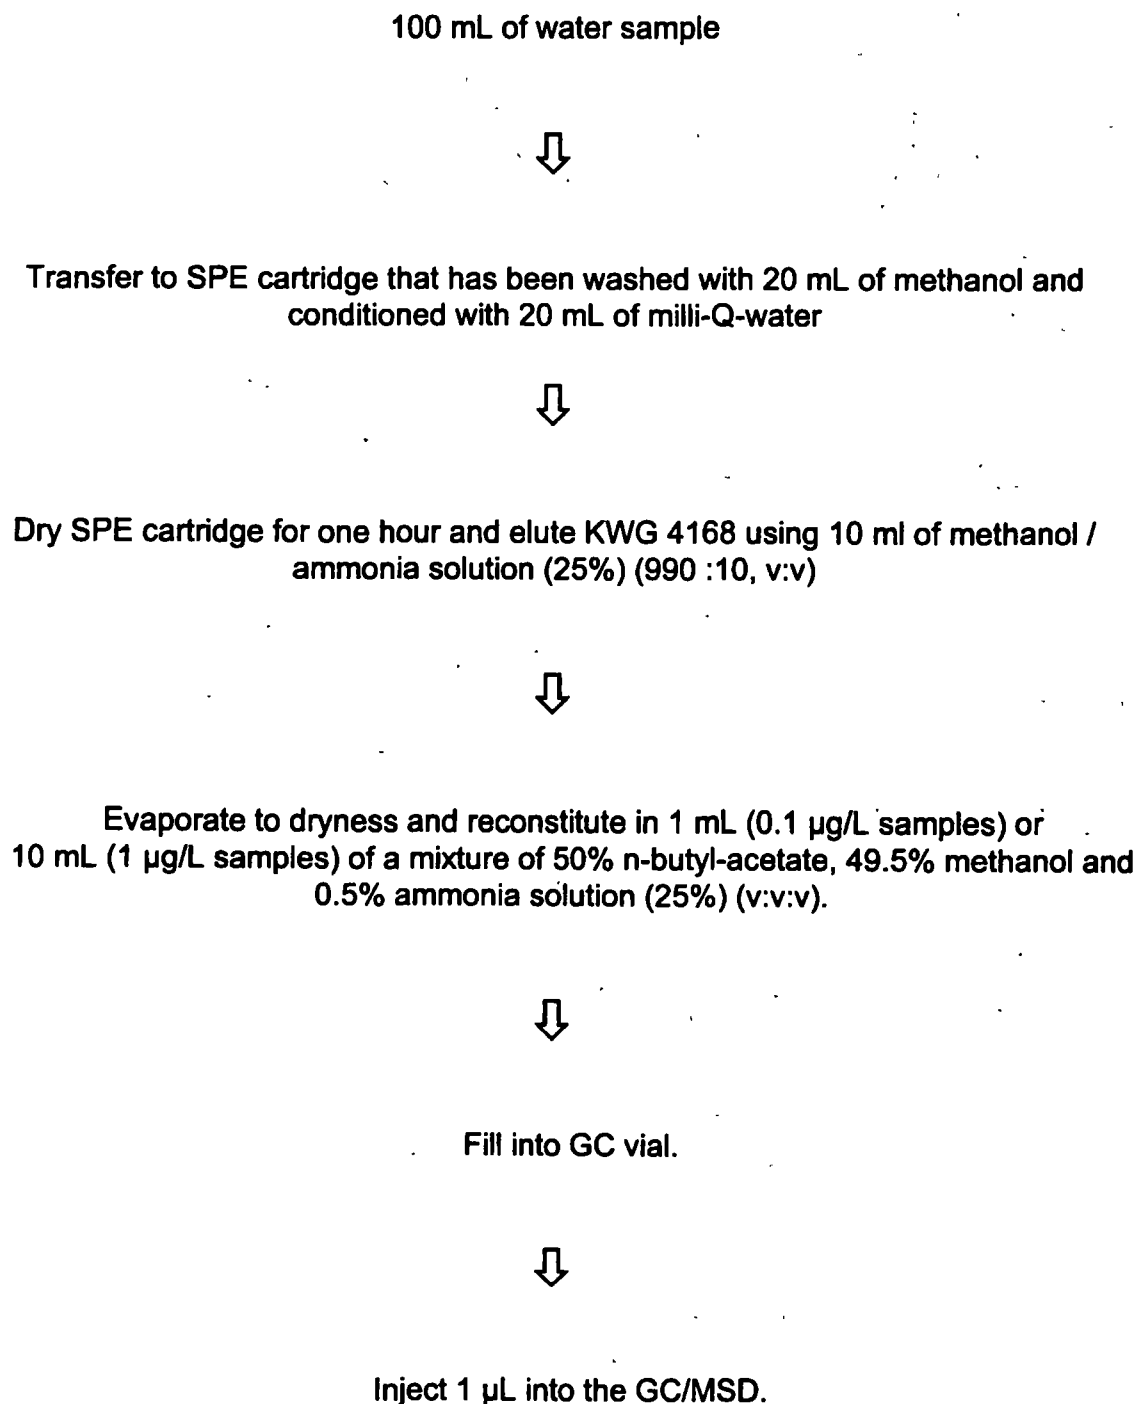 100 mL of water sample
Transfer to SPE cartridge that has been washed with 20 mL of methanol and
conditioned with 20 mL of milli-Q-water
Dry SPE cartridge for one hour and elute KWG 4168 using 10 ml of methanol /
ammonia solution (25%) (990 :10, v:v)
Evaporate to dryness and reconstitute in 1 mL (0.1 µg/L samples) or
10 mL (1 µg/L samples) of a mixture of 50% n-butyl-acetate, 49.5% methanol and
0.5% ammonia solution (25%) (v:v:v).
Fill into GC vial.
Inject 1 µL into the GC/MSD.